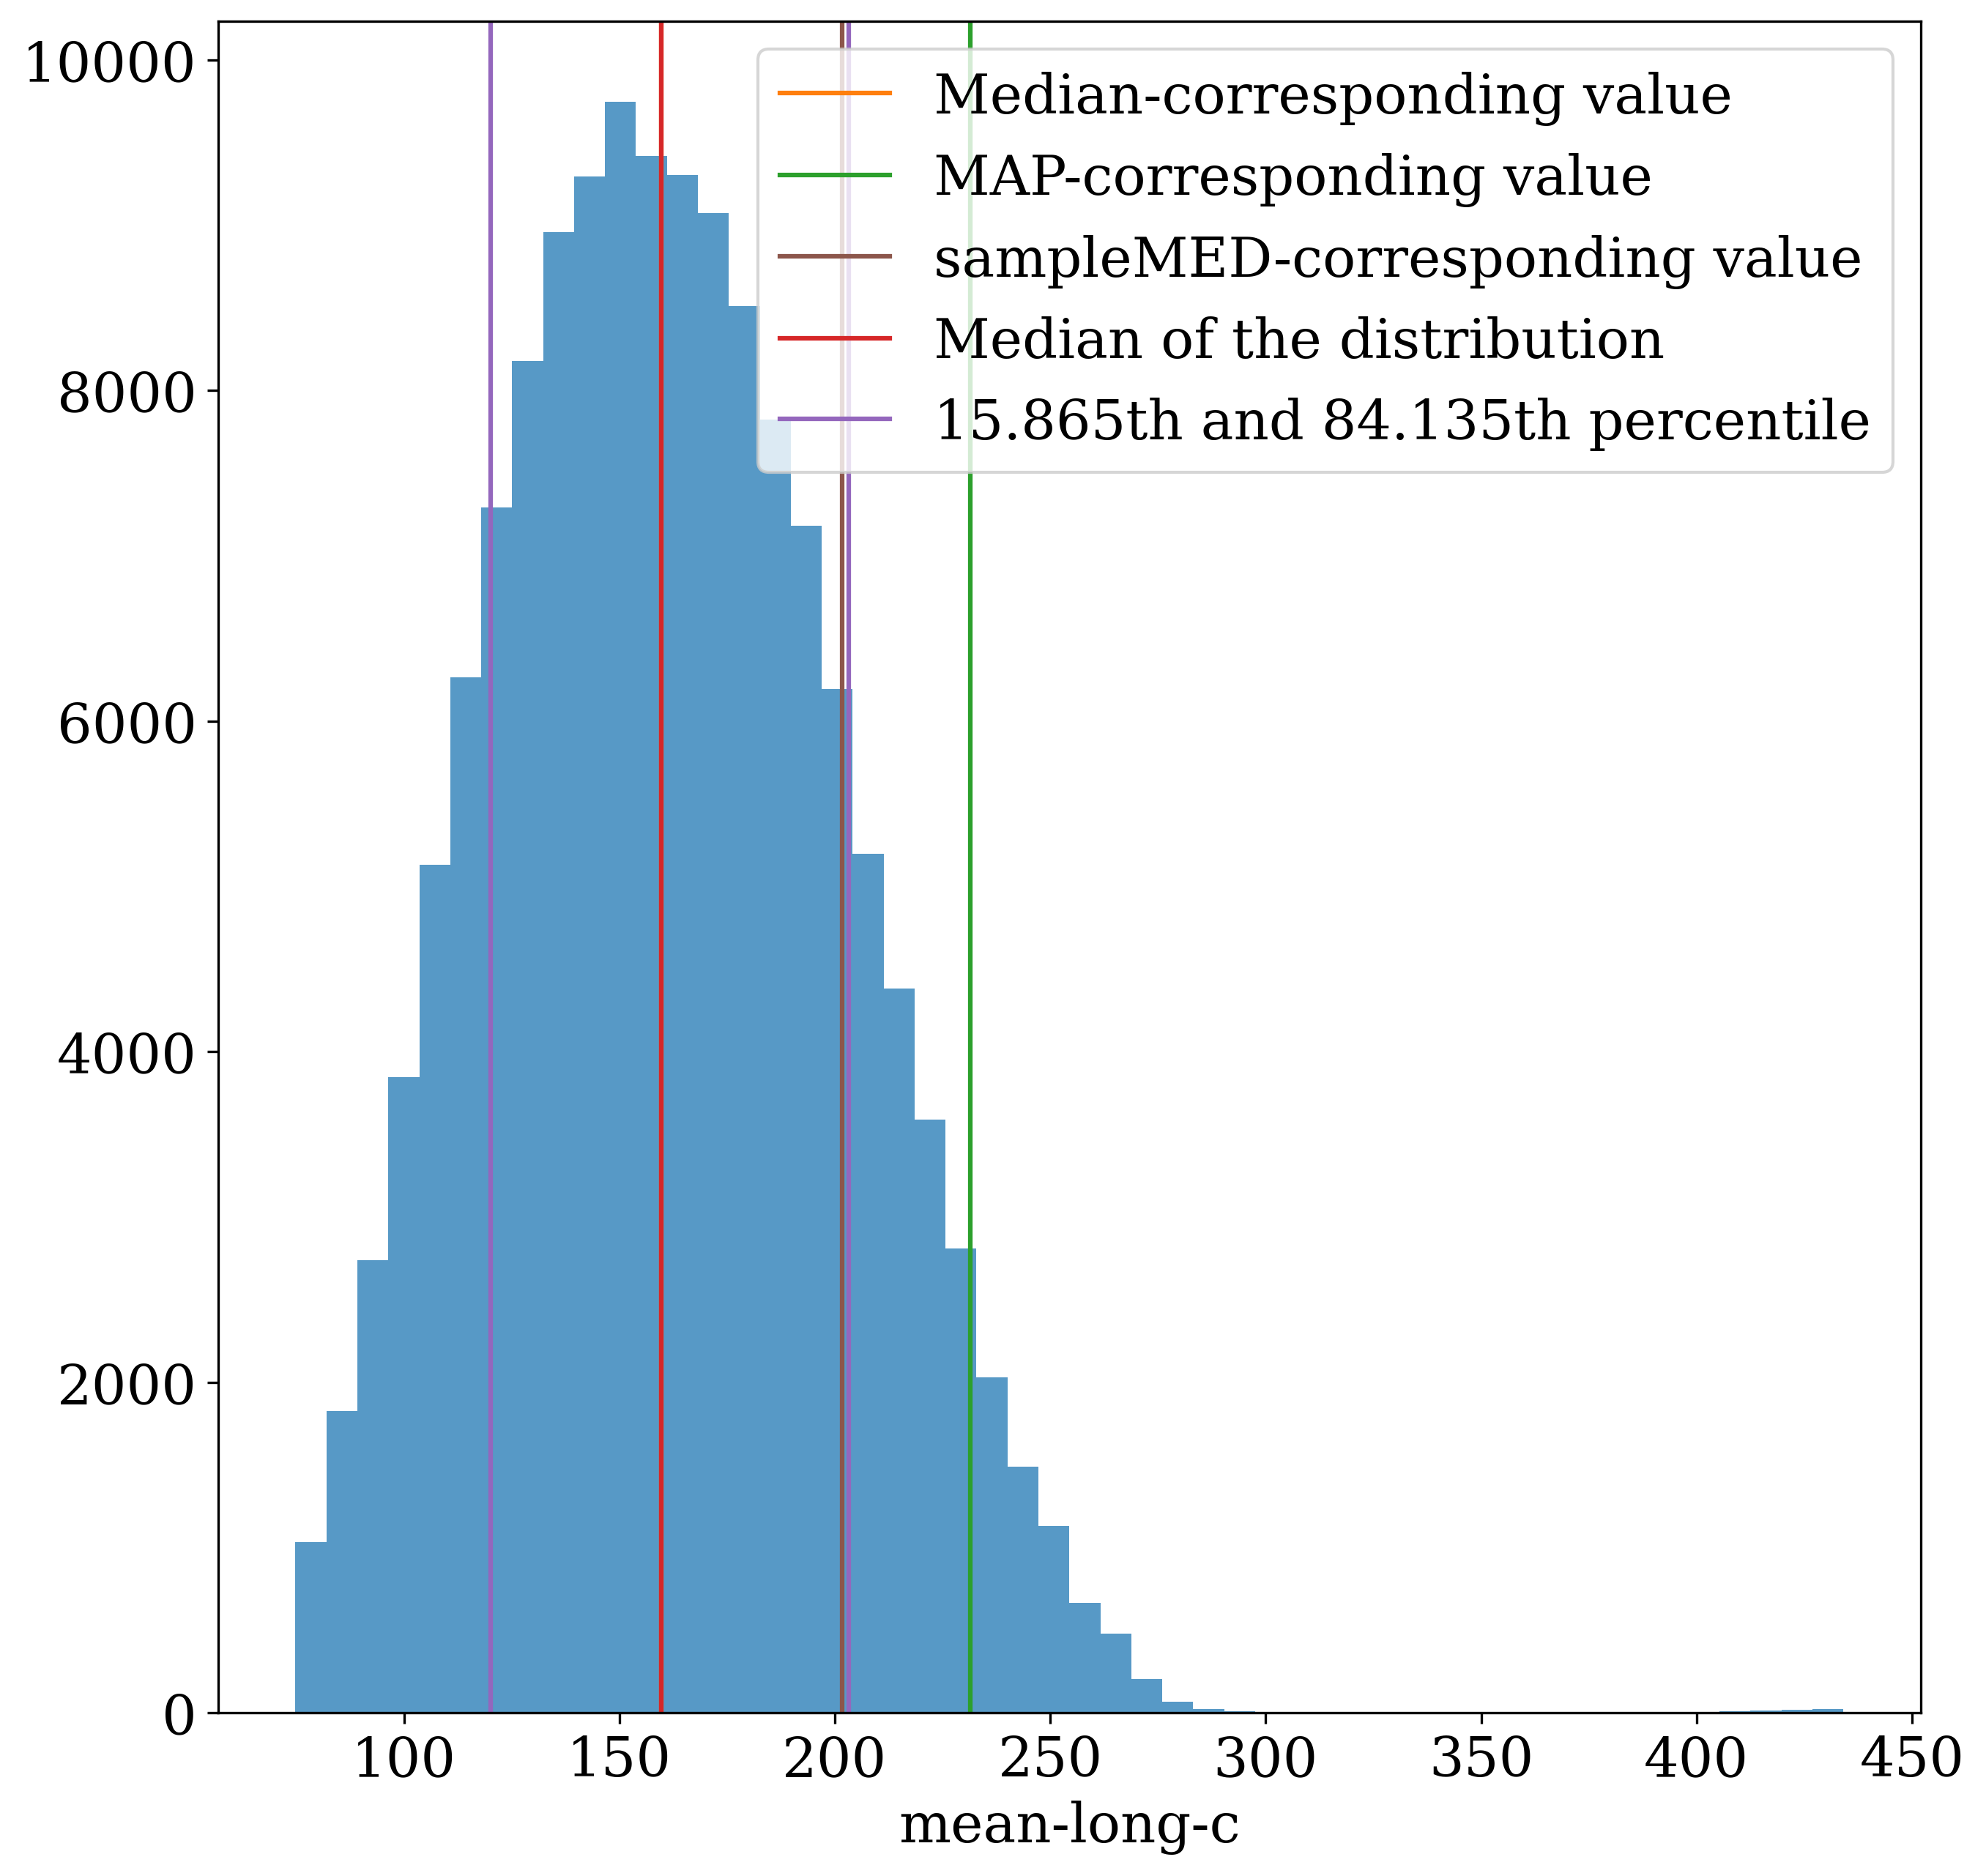 10000
8000
6000
4000
2000
0
Median-corresponding value
MAP-corresponding value
sampleMED-corresponding value
Median of the distribution
15.865th and 84.135th percentile
100 150 200 250 300 350 400 450
mean-long-c